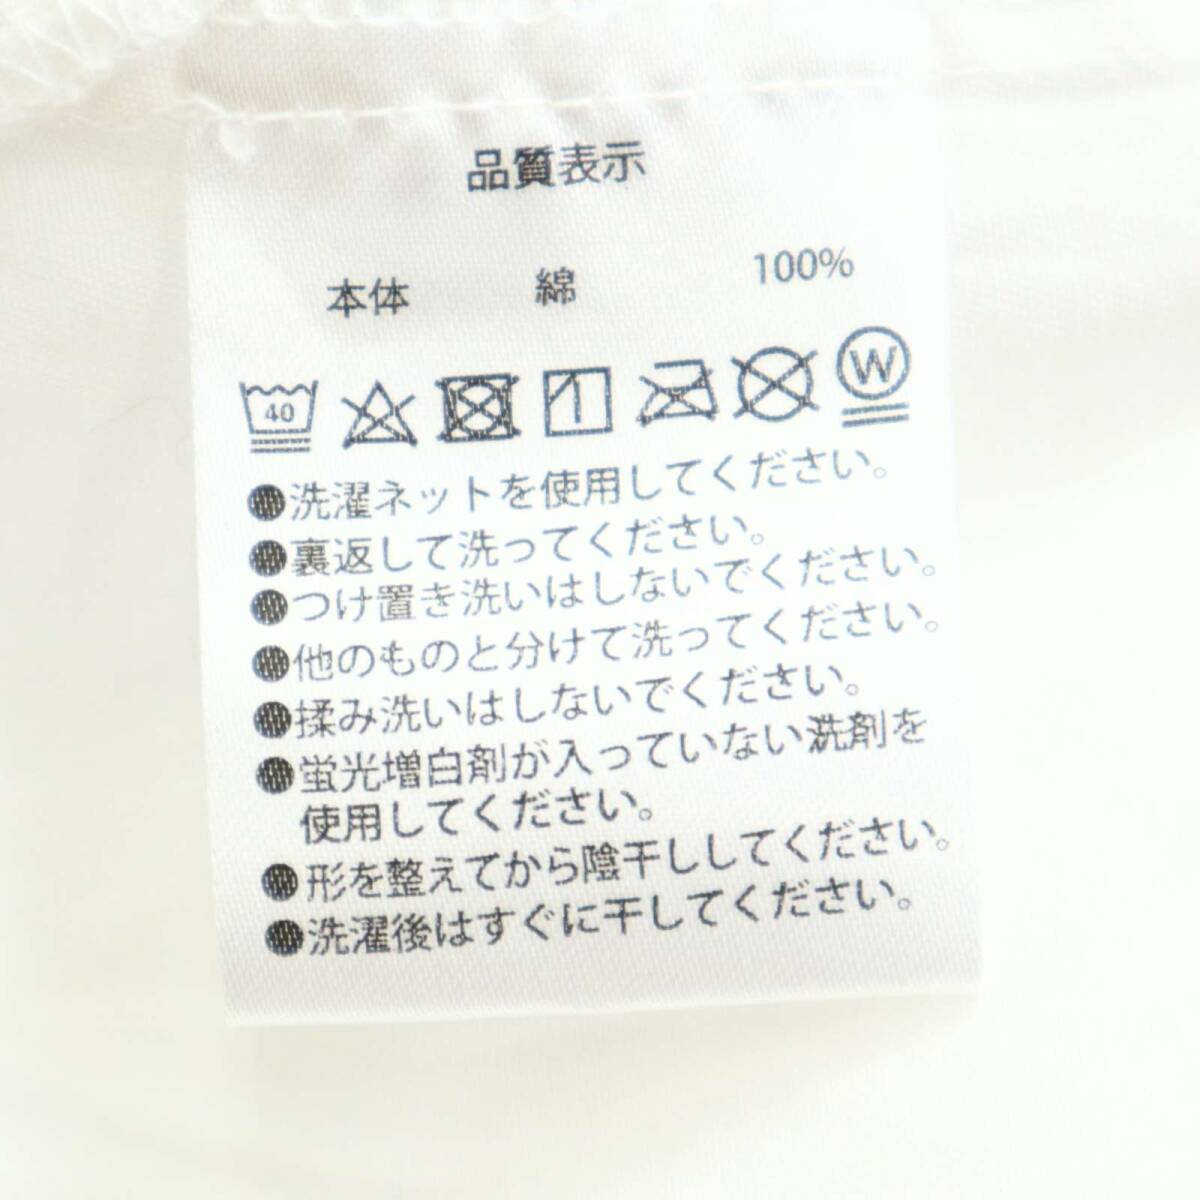 品質表示
本体 綿 100%
40 W
●洗濯ネットを使用してください。
●裏返して洗ってください。
●つけ置き洗いはしないでください。
●他のものと分けて洗ってください。
●揉み洗いはしないでください。
●蛍光増白剤が入っていない洗剤を
使用してください。
●形を整えてから陰干ししてください。
●洗濯後はすぐに干してください。